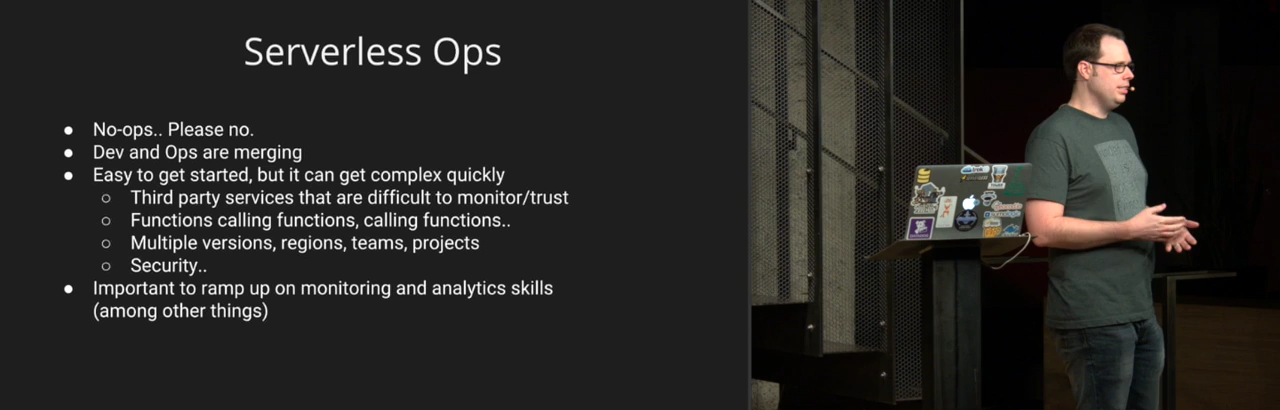 Serverless Ops
● No-ops.. Please no.
● Dev and Ops are merging
● Easy to get started, but it can get complex quickly
○ Third party services that are difficult to monitor/trust
○ Functions calling functions, calling functions..
○ Multiple versions, regions, teams, projects
○ Security..
● Important to ramp up on monitoring and analytics skills
(among other things)